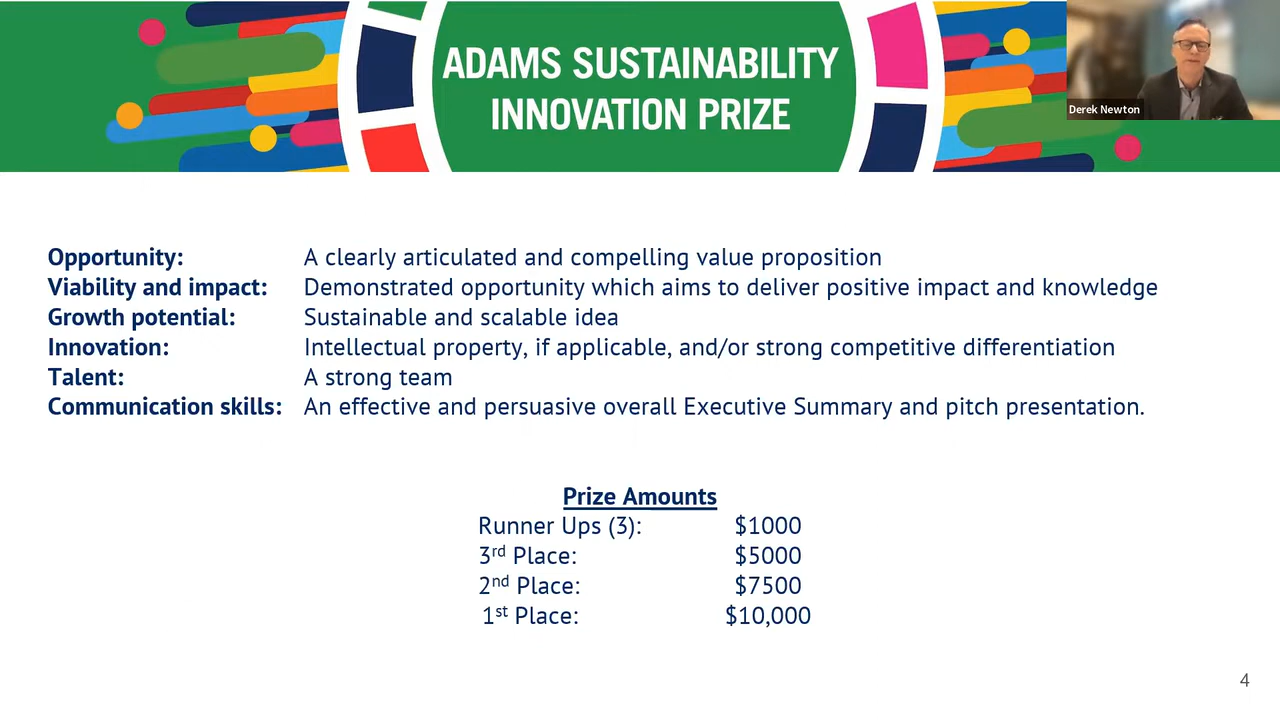 ADAMS SUSTAINABILITY
INNOVATION PRIZE
Derek Newton
Opportunity: A clearly articulated and compelling value proposition
Viability and impact: Demonstrated opportunity which aims to deliver positive impact and knowledge
Growth potential: Sustainable and scalable idea
Innovation: Intellectual property, if applicable, and/or strong competitive differentiation
Talent: A strong team
Communication skills: An effective and persuasive overall Executive Summary and pitch presentation.
Prize Amounts
Runner Ups (3): $1000
3rd Place: $5000
2nd Place: $7500
1st Place: $10,000
4